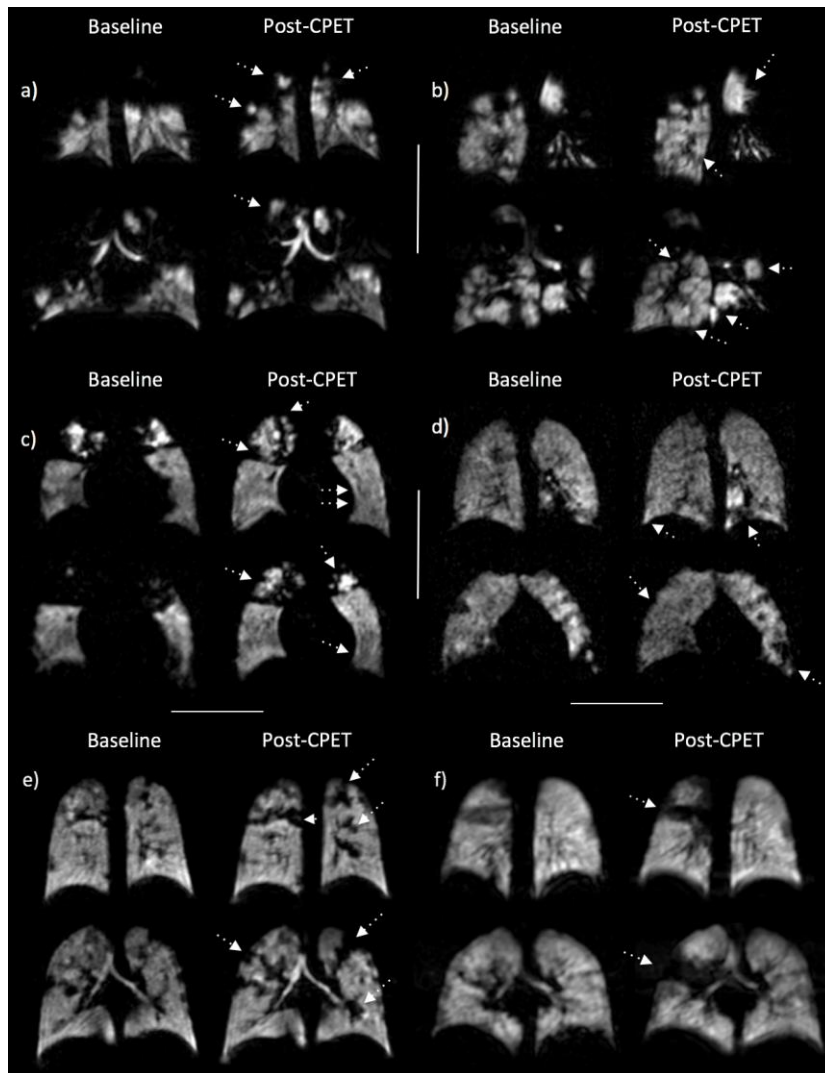 Baseline Post-CPET Baseline Post-CPET
a) b)
Baseline Post-CPET Baseline Post-CPET
c) d)
Baseline Post-CPET Baseline Post-CPET
e) f)